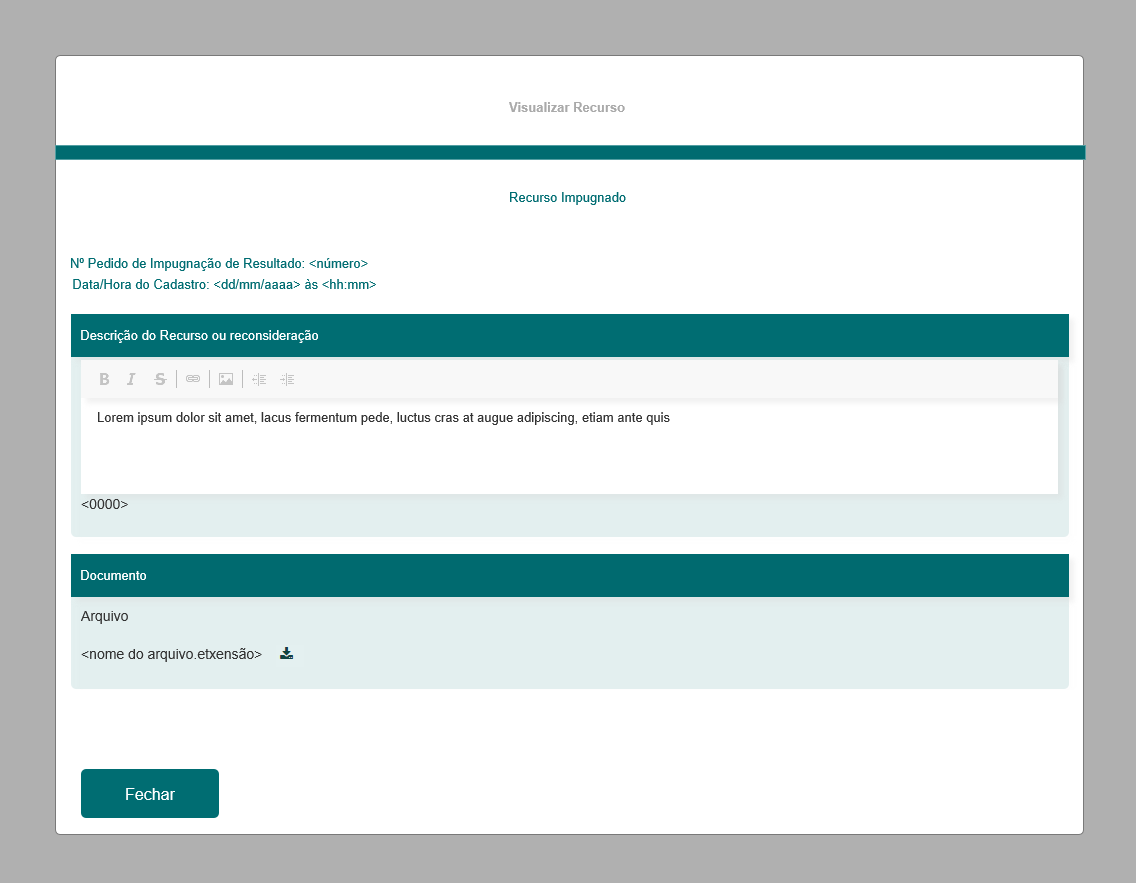 Visualizar Recurso
Recurso Impugnado
Nº Pedido de Impugnação de Resultado: <número>
Data/Hora do Cadastro: <dd/mm/aaaa> às <hh:mm>
Descrição do Recurso ou reconsideração
B I S
Lorem ipsum dolor sit amet, lacus fermentum pede, luctus cras at augue adipiscing, etiam ante quis
<0000>
Documento
Arquivo
<nome do arquivo.etxensão>
Fechar